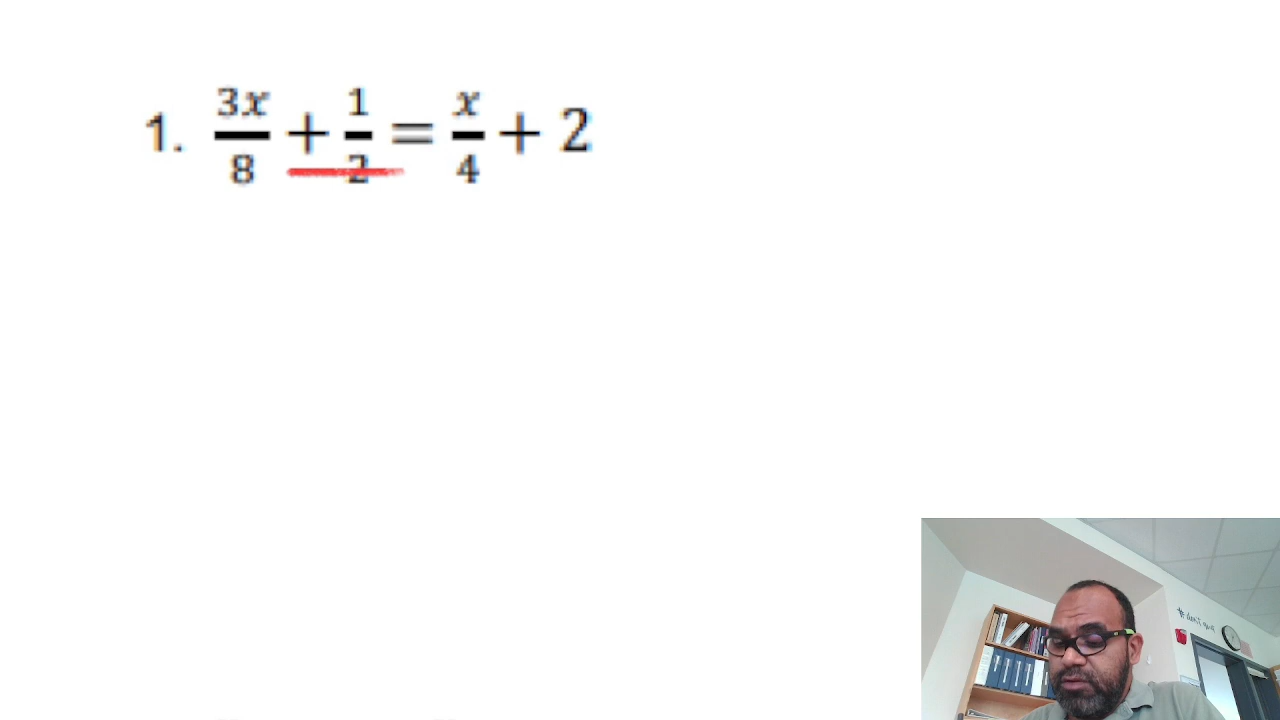 1. 3x/8 + 1/2 = x/4 + 2